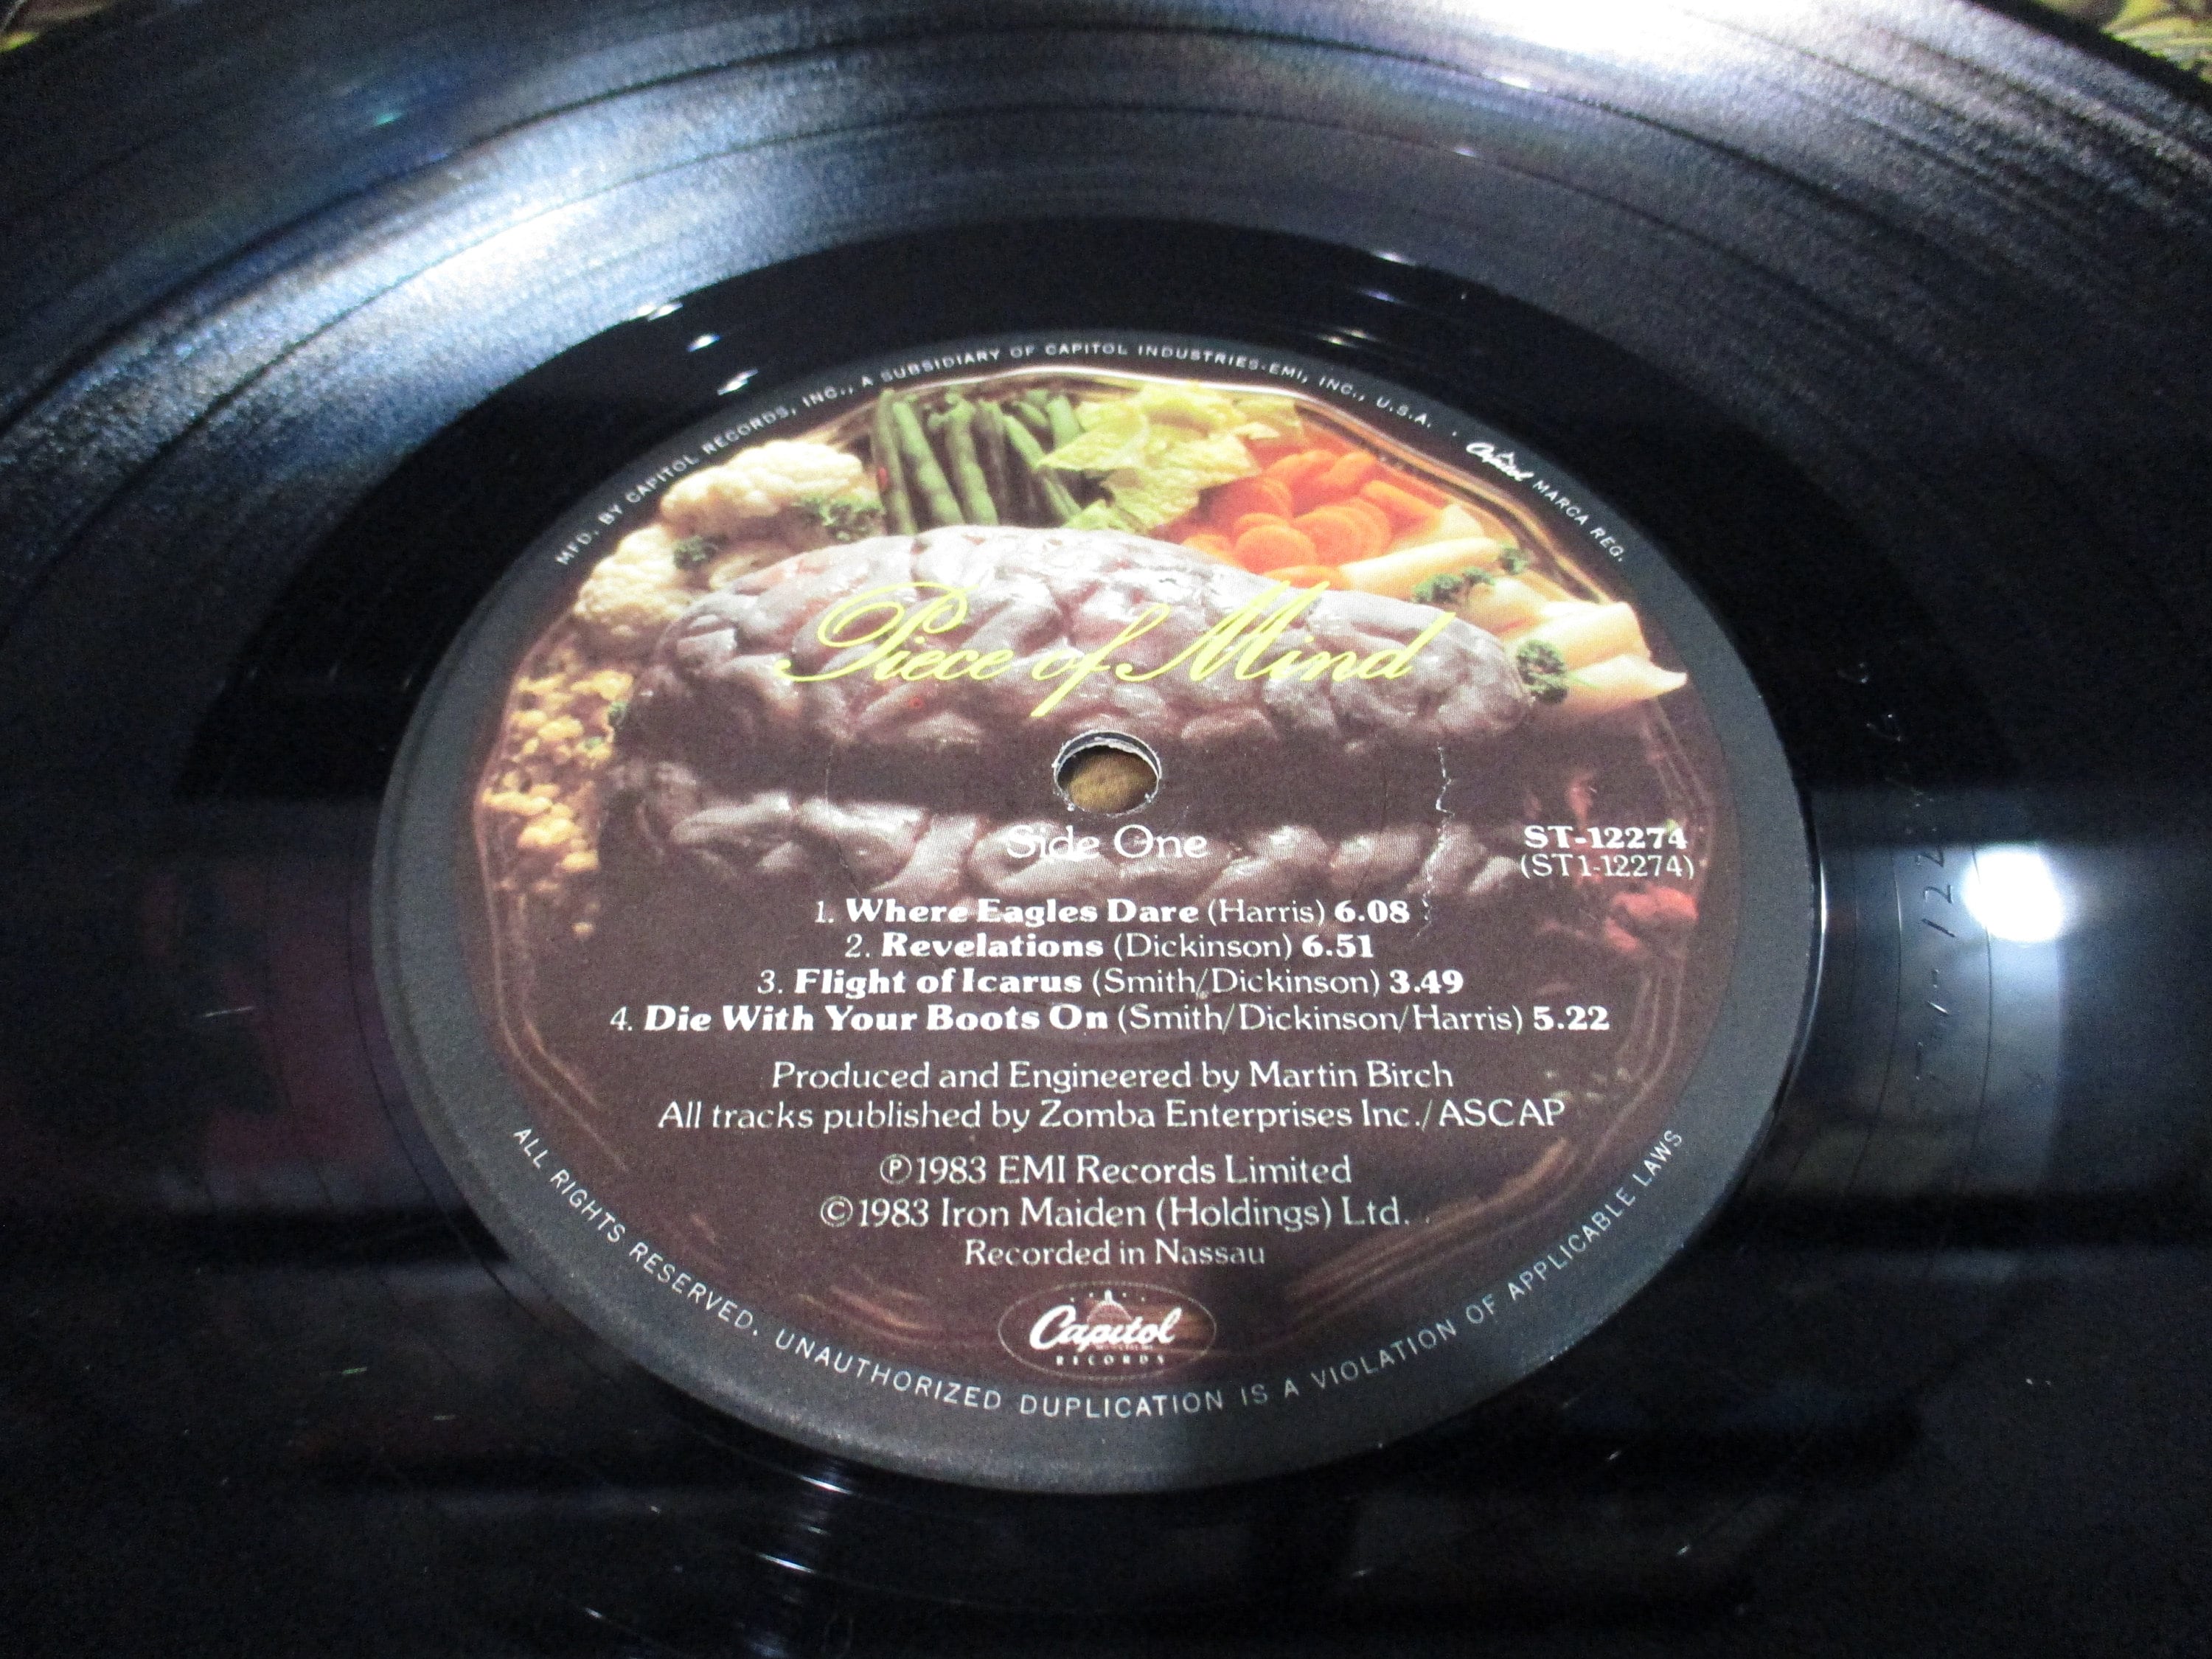 MFD. BY CAPITOL RECORDS, INC., A SUBSIDIARY OF CAPITOL INDUSTRIES-EMI, INC., U.S.A. · Capitol MARCA REG.
Piece of Mind
Side One
ST-12274
(ST1-12274)
1. Where Eagles Dare (Harris) 6.08
2. Revelations (Dickinson) 6.51
3. Flight of Icarus (Smith/Dickinson) 3.49
4. Die With Your Boots On (Smith/Dickinson/Harris) 5.22
Produced and Engineered by Martin Birch
All tracks published by Zomba Enterprises Inc./ASCAP
Ⓟ1983 EMI Records Limited
©1983 Iron Maiden (Holdings) Ltd.
Recorded in Nassau
Capitol
RECORDS
ALL RIGHTS RESERVED. UNAUTHORIZED DUPLICATION IS A VIOLATION OF APPLICABLE LAWS